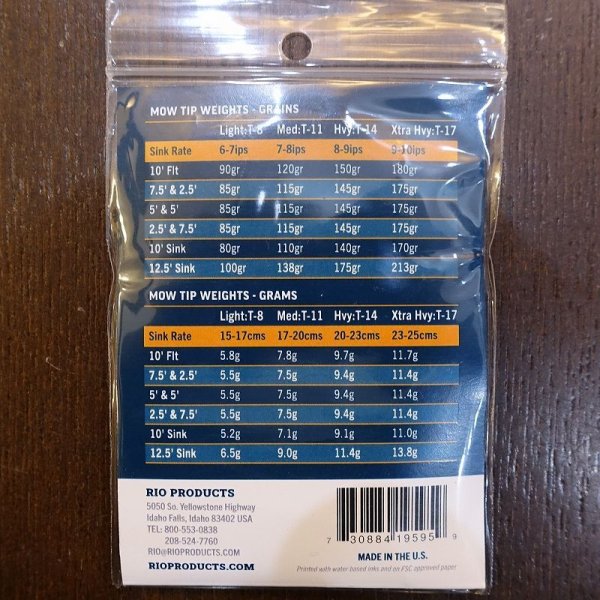 MOW TIP WEIGHTS - GRAINS
Light:T-8 Med:T-11 Hvy:T-14 Xtra Hvy:T-17
Sink Rate 6-7ips 7-8ips 8-9ips 9-10ips
10' Flt 90gr 120gr 150gr 180gr
7.5' & 2.5' 85gr 115gr 145gr 175gr
5' & 5' 85gr 115gr 145gr 175gr
2.5' & 7.5' 85gr 115gr 145gr 175gr
10' Sink 80gr 110gr 140gr 170gr
12.5' Sink 100gr 138gr 175gr 213gr
MOW TIP WEIGHTS - GRAMS
Light:T-8 Med:T-11 Hvy:T-14 Xtra Hvy:T-17
Sink Rate 15-17cms 17-20cms 20-23cms 23-25cms
10' Flt 5.8g 7.8g 9.7g 11.7g
7.5' & 2.5' 5.5g 7.5g 9.4g 11.4g
5' & 5' 5.5g 7.5g 9.4g 11.4g
2.5' & 7.5' 5.5g 7.5g 9.4g 11.4g
10' Sink 5.2g 7.1g 9.1g 11.0g
12.5' Sink 6.5g 9.0g 11.4g 13.8g
RIO PRODUCTS
5050 So. Yellowstone Highway
Idaho Falls, Idaho 83402 USA
TEL: 800-553-0838
208-524-7760
RIO@RIOPRODUCTS.COM
RIOPRODUCTS.COM
7 30884 19595 9
MADE IN THE U.S.
Printed with water based inks and on FSC approved paper